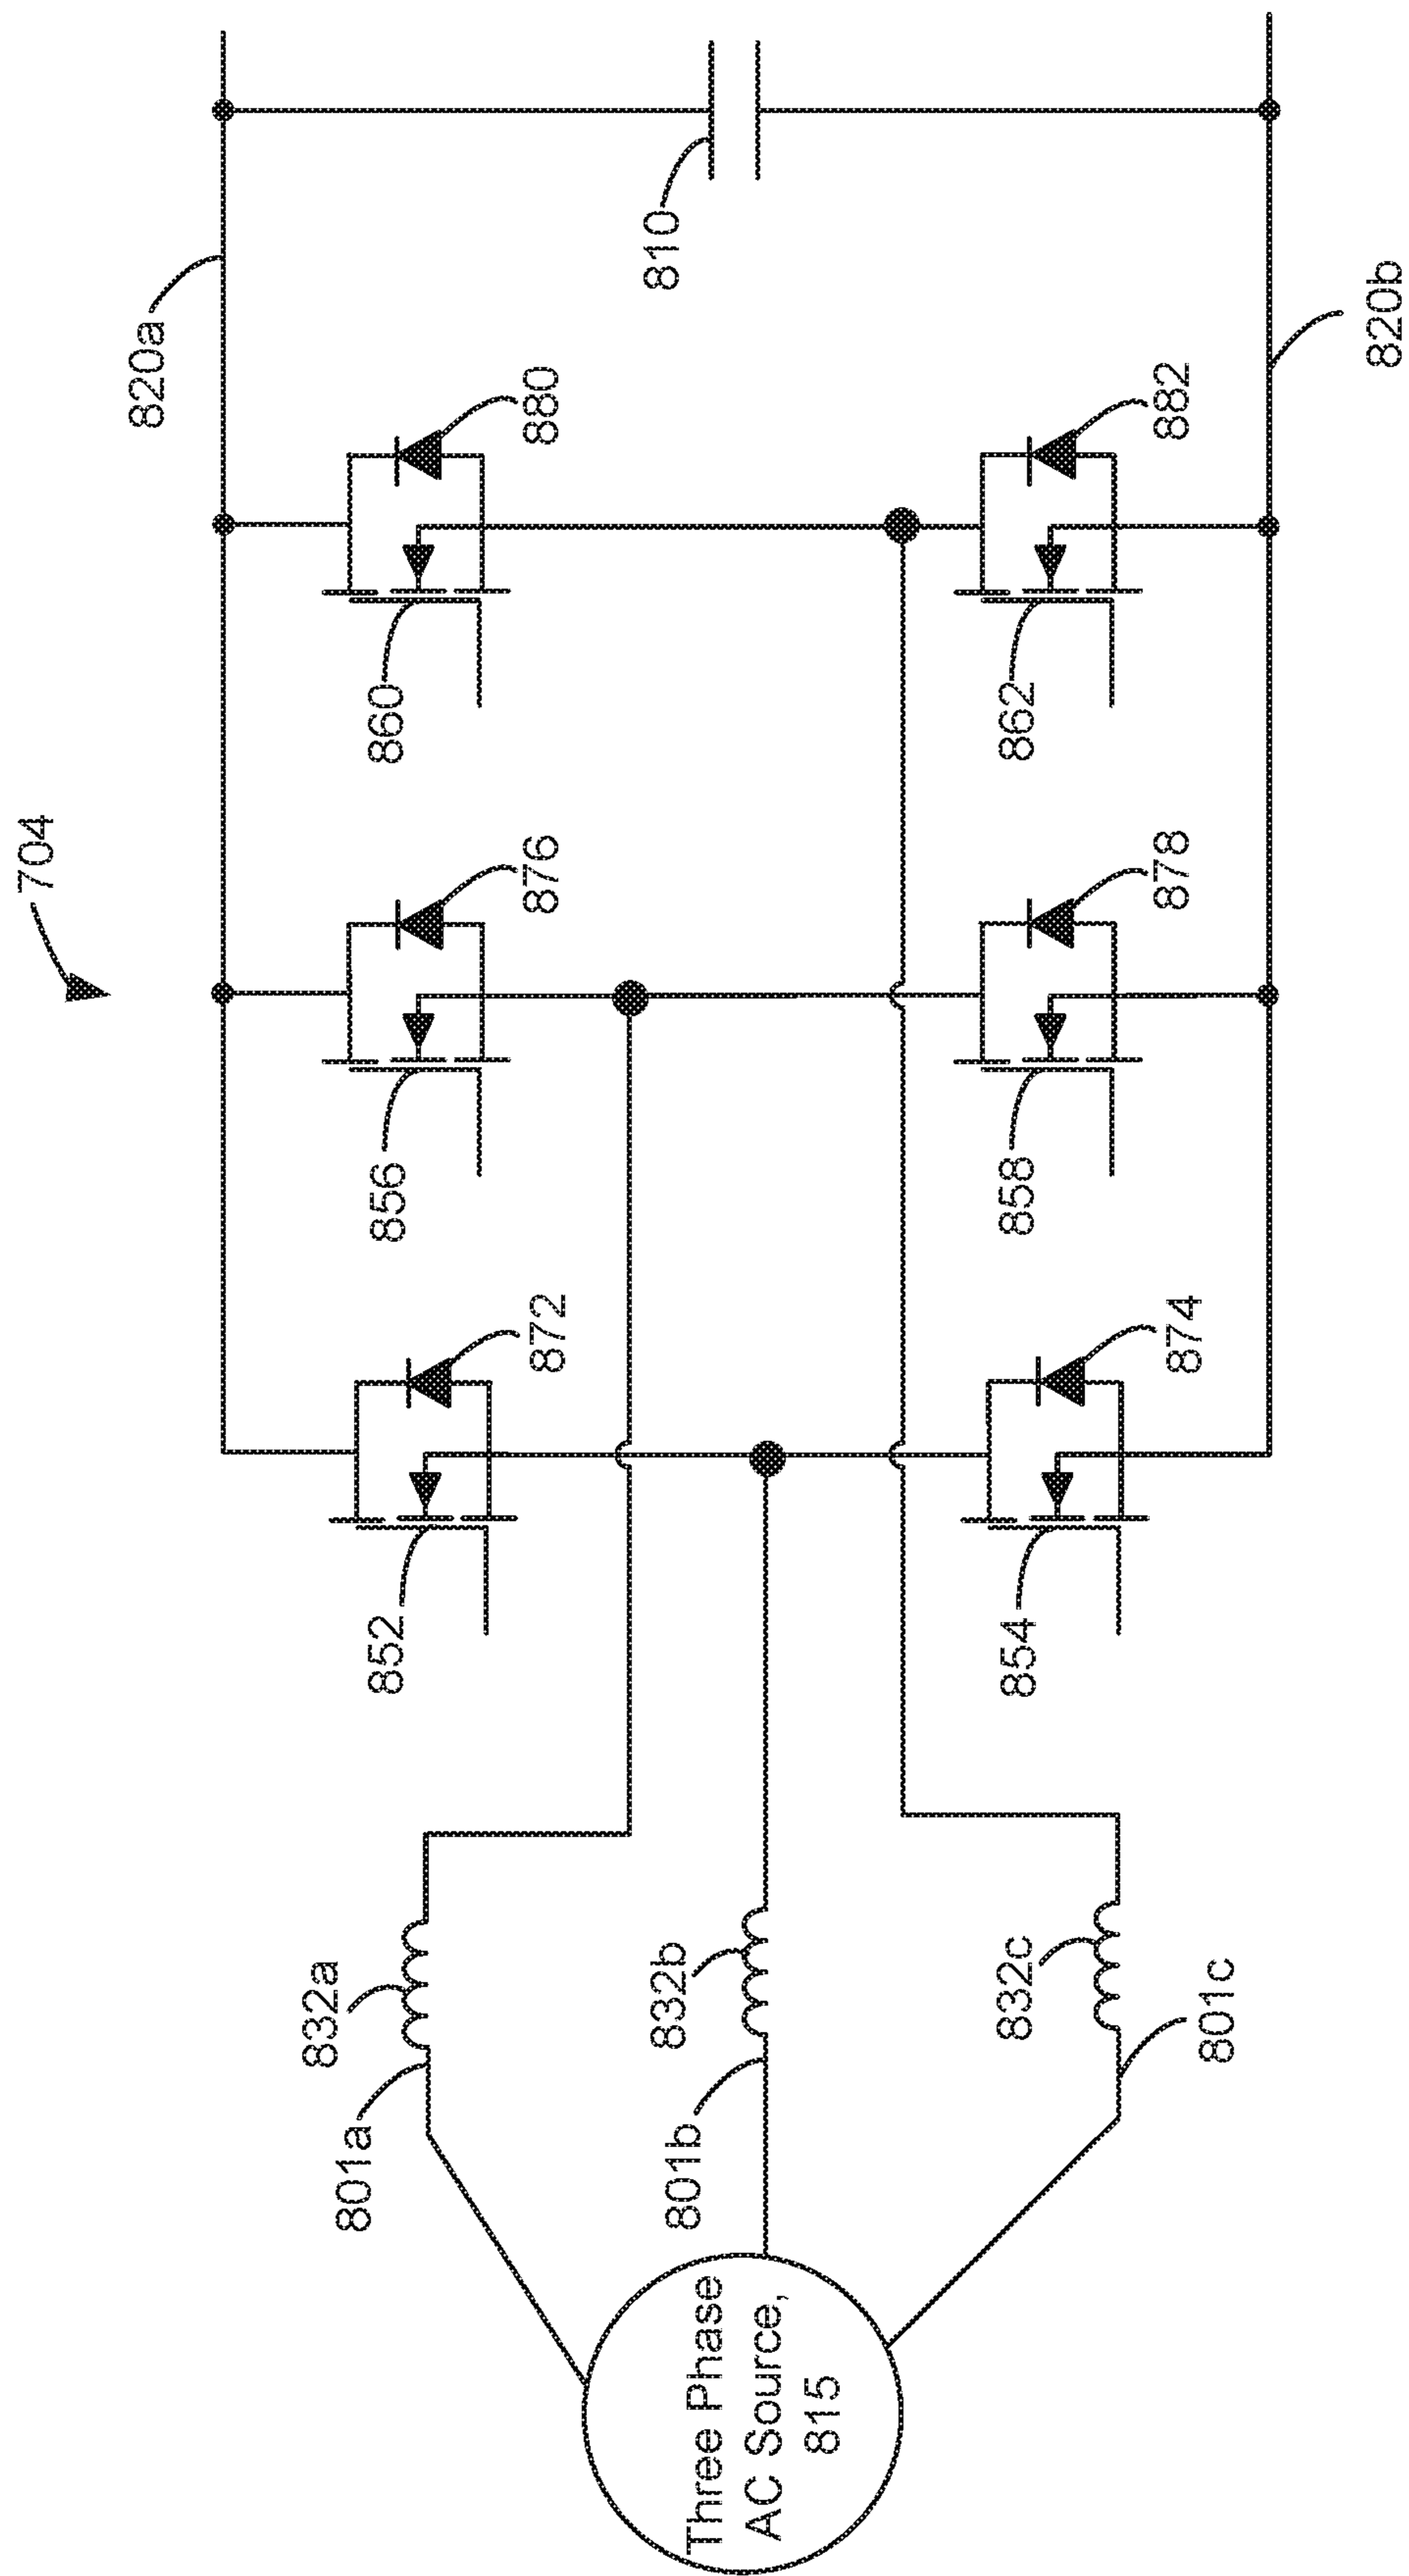 704
820a
872
876
880
852
856
860
810
801a
832a
801b
832b
Three Phase
AC Source,
815
832c
801c
854
858
862
874
878
882
820b